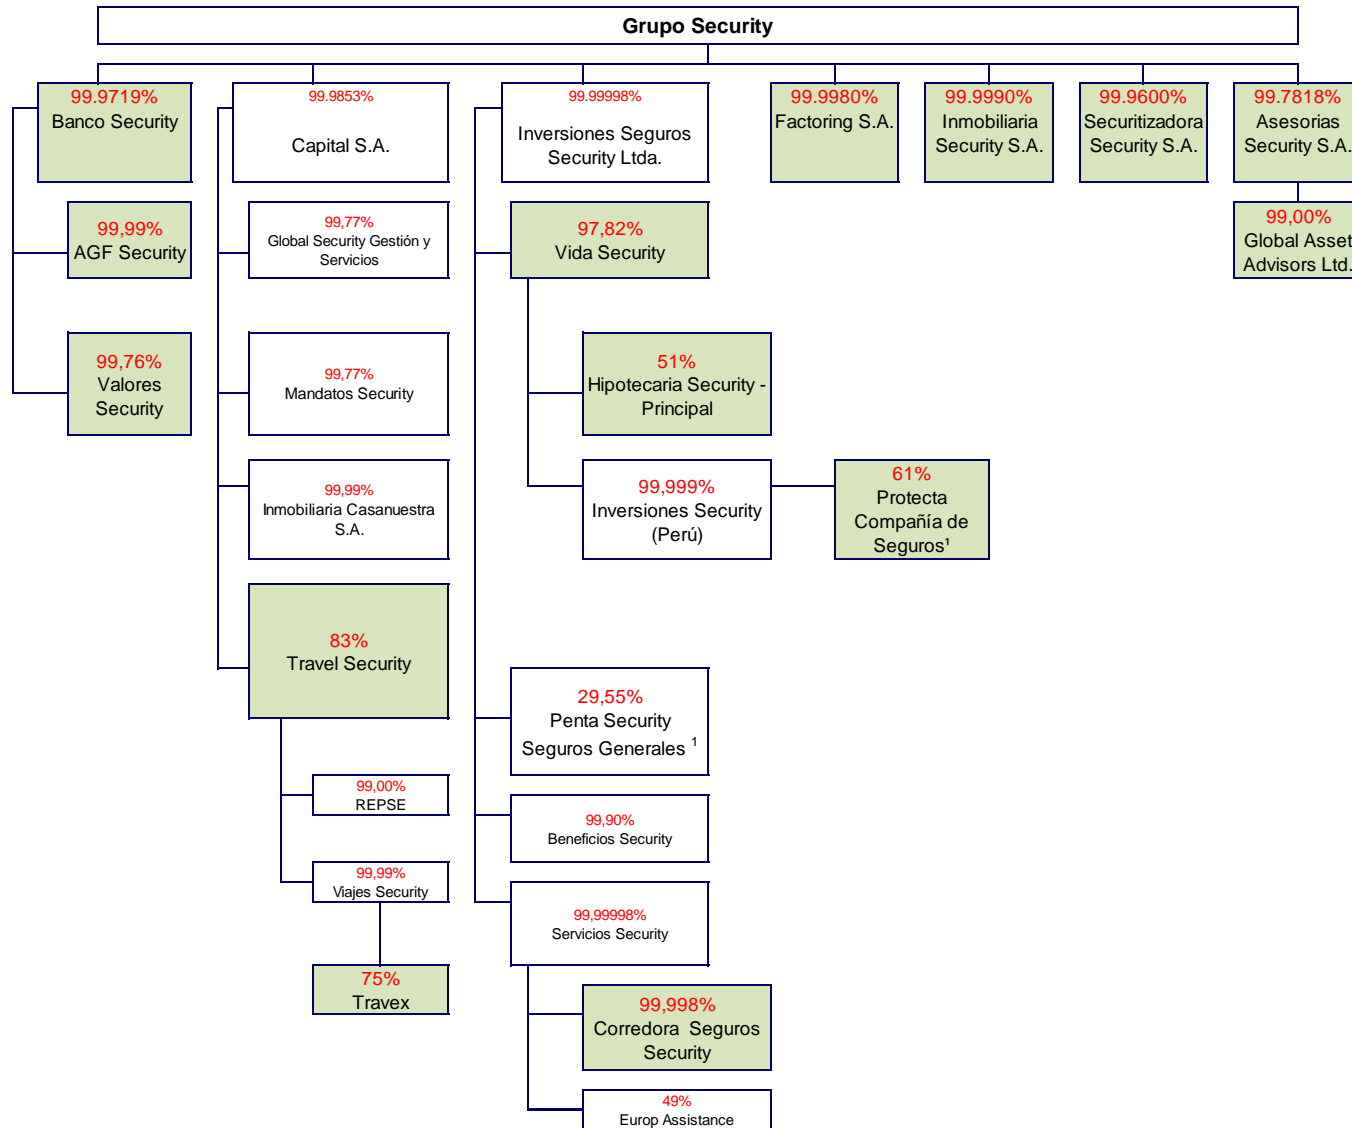 Grupo Security
99.9719%
Banco Security
99.9853%
Capital S.A.
99.99998%
Inversiones Seguros
Security Ltda.
99.9980%
Factoring S.A.
99.9990%
Inmobiliaria
Security S.A.
99.9600%
Securitizadora
Security S.A.
99.7818%
Asesorias
Security S.A.
99,99%
AGF Security
99,77%
Global Security Gestión y
Servicios
97,82%
Vida Security
99,00%
Global Asset
Advisors Ltd.
99,76%
Valores
Security
99,77%
Mandatos Security
51%
Hipotecaria Security -
Principal
99,99%
Inmobiliaria Casanuestra
S.A.
99,999%
Inversiones Security
(Perú)
61%
Protecta
Compañía de
Seguros¹
83%
Travel Security
29,55%
Penta Security
Seguros Generales ¹
99,00%
REPSE
99,90%
Beneficios Security
99,99%
Viajes Security
99,99998%
Servicios Security
75%
Travex
99,998%
Corredora Seguros
Security
49%
Europ Assistance